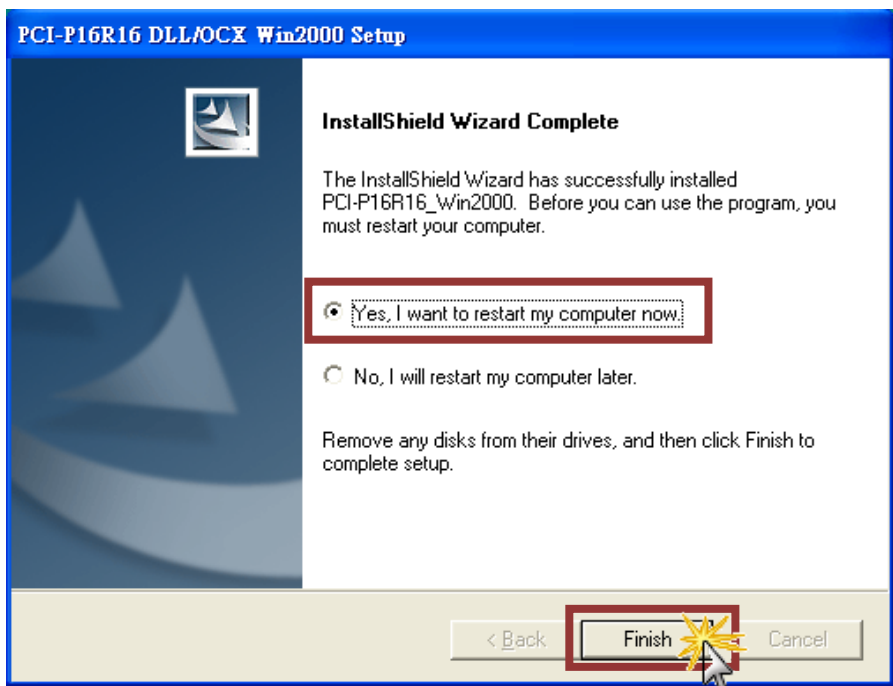 PCI-P16R16 DLL/OCX Win2000 Setup
InstallShield Wizard Complete
The InstallShield Wizard has successfully installed
PCI-P16R16_Win2000.  Before you can use the program, you
must restart your computer.
Yes, I want to restart my computer now.
No, I will restart my computer later.
Remove any disks from their drives, and then click Finish to
complete setup.
< Back Finish Cancel